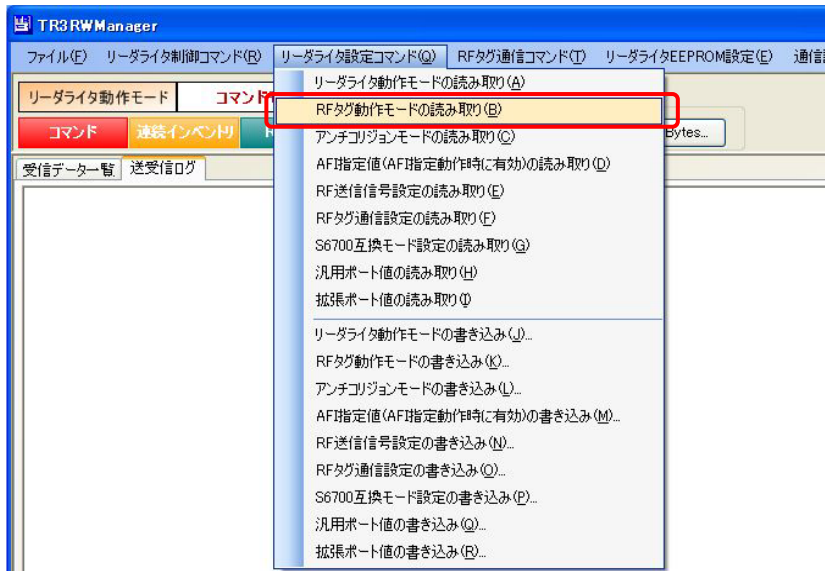 TR3RWManager
ファイル(F) リーダライタ制御コマンド(R) リーダライタ設定コマンド(Q) RFタグ通信コマンド(T) リーダライタEEPROM設定(E)
リーダライタ動作モード コマンド
コマンド 連続インベントリ Bytes...
受信データ一覧 送受信ログ
リーダライタ動作モードの読み取り(A)
RFタグ動作モードの読み取り(B)
アンチコリジョンモードの読み取り(C)
AFI指定値(AFI指定動作時に有効)の読み取り(D)
RF送信信号設定の読み取り(E)
RFタグ通信設定の読み取り(F)
S6700互換モード設定の読み取り(G)
汎用ポート値の読み取り(H)
拡張ポート値の読み取り(I)
リーダライタ動作モードの書き込み(J)...
RFタグ動作モードの書き込み(K)...
アンチコリジョンモードの書き込み(L)...
AFI指定値(AFI指定動作時に有効)の書き込み(M)...
RF送信信号設定の書き込み(N)...
RFタグ通信設定の書き込み(O)...
S6700互換モード設定の書き込み(P)...
汎用ポート値の書き込み(Q)...
拡張ポート値の書き込み(R)...